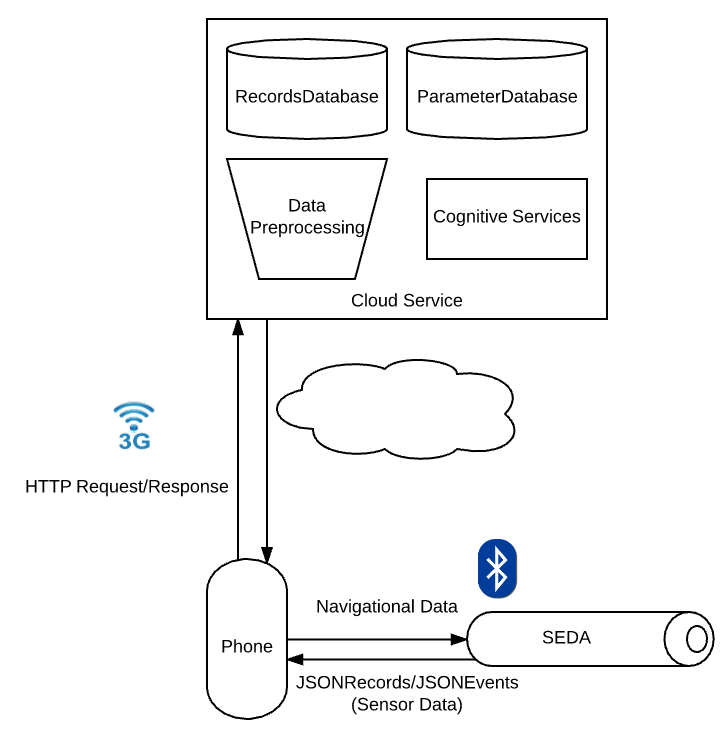 RecordsDatabase
ParameterDatabase
Data
Preprocessing
Cognitive Services
Cloud Service
3G
HTTP Request/Response
Navigational Data
Phone
SEDA
JSONRecords/JSONEvents
(Sensor Data)